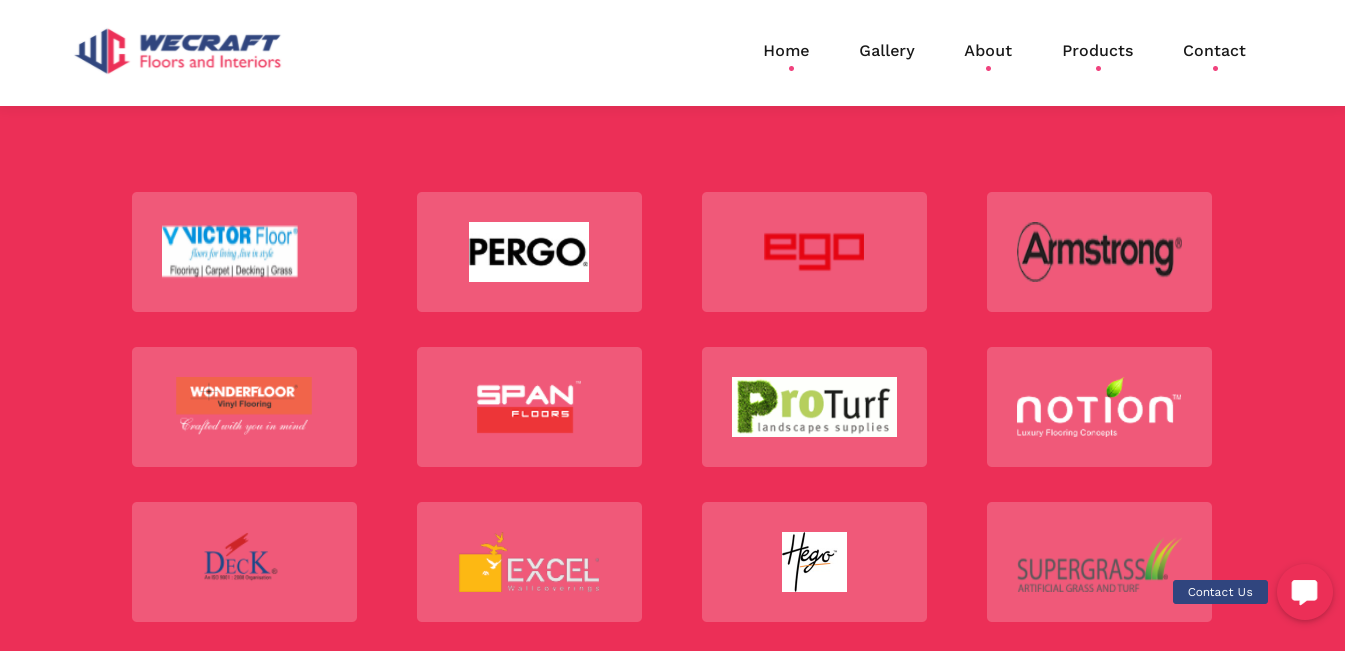 WECRAFT
Floors and Interiors
Home
Gallery
About
Products
Contact
VICTOR Floor®
floors for living, live in style
Flooring | Carpet | Decking | Grass
PERGO®
ego
Armstrong®
WONDERFLOOR®
Vinyl Flooring
Crafted with you in mind
SPAN™
FLOORS
ProTurf
landscapes supplies
notion™
Luxury Flooring Concepts
DECK®
An ISO 9001 : 2008 Organisation
EXCEL
Wallcoverings
Hego™
SUPERGRASS
ARTIFICIAL GRASS AND TURF
Contact Us